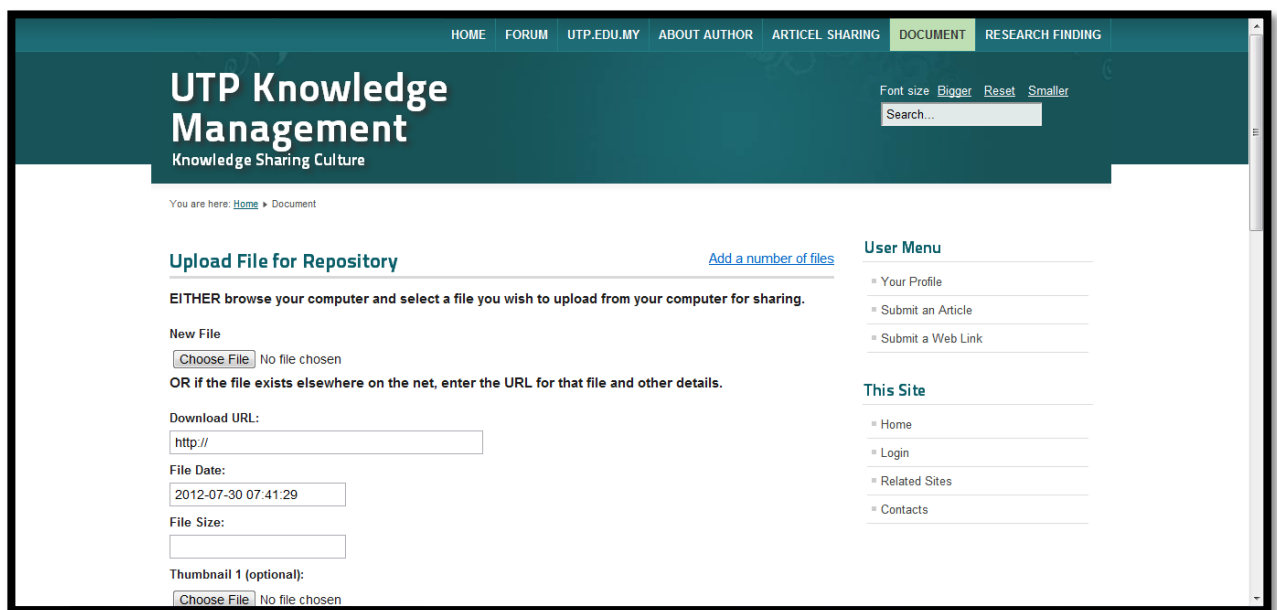 HOME FORUM UTP.EDU.MY ABOUT AUTHOR ARTICEL SHARING DOCUMENT RESEARCH FINDING
UTP Knowledge
Management
Knowledge Sharing Culture
Font size Bigger Reset Smaller
Search...
You are here: Home ▸ Document
Upload File for Repository
Add a number of files
EITHER browse your computer and select a file you wish to upload from your computer for sharing.
New File
Choose File No file chosen
OR if the file exists elsewhere on the net, enter the URL for that file and other details.
Download URL:
http://
File Date:
2012-07-30 07:41:29
File Size:
Thumbnail 1 (optional):
Choose File No file chosen
User Menu
Your Profile
Submit an Article
Submit a Web Link
This Site
Home
Login
Related Sites
Contacts